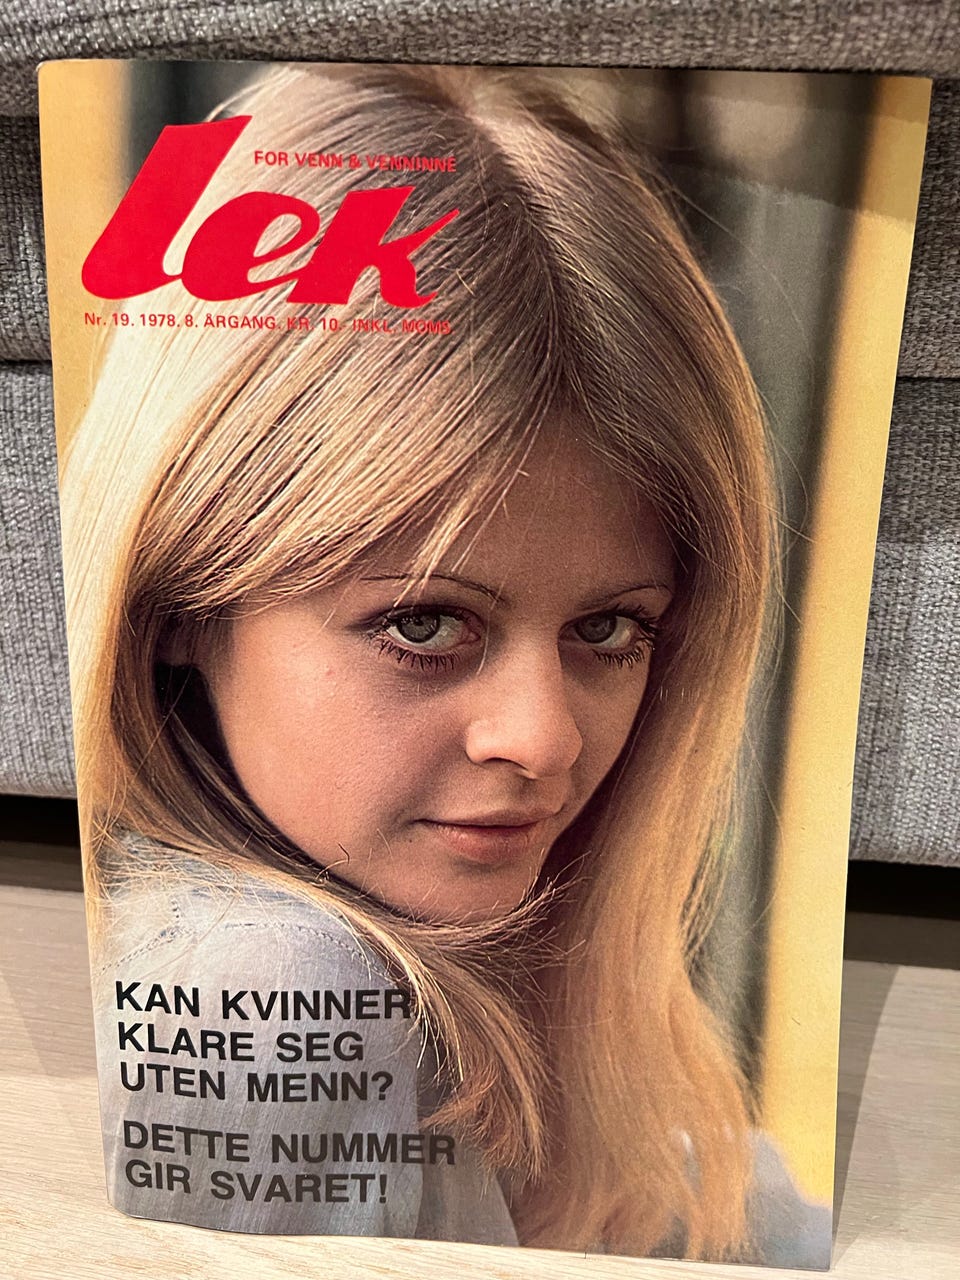 FOR VENN & VENNINNE
lek
Nr. 19. 1978. 8. ÅRGANG. KR. 10.- INKL, MOMS
KAN KVINNER
KLARE SEG
UTEN MENN?
DETTE NUMMER
GIR SVARET!